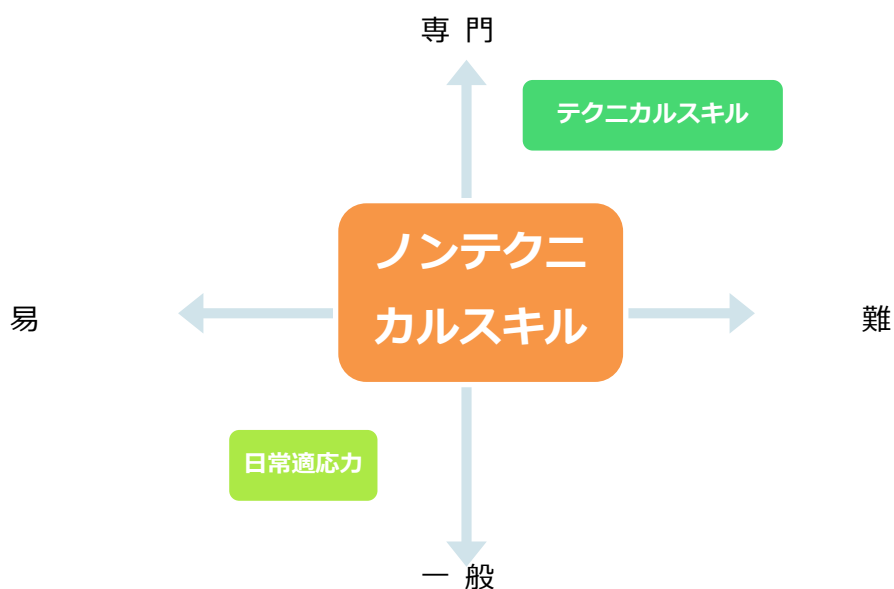 専門
テクニカルスキル
ノンテクニ
カルスキル
易
難
日常適応力
一般